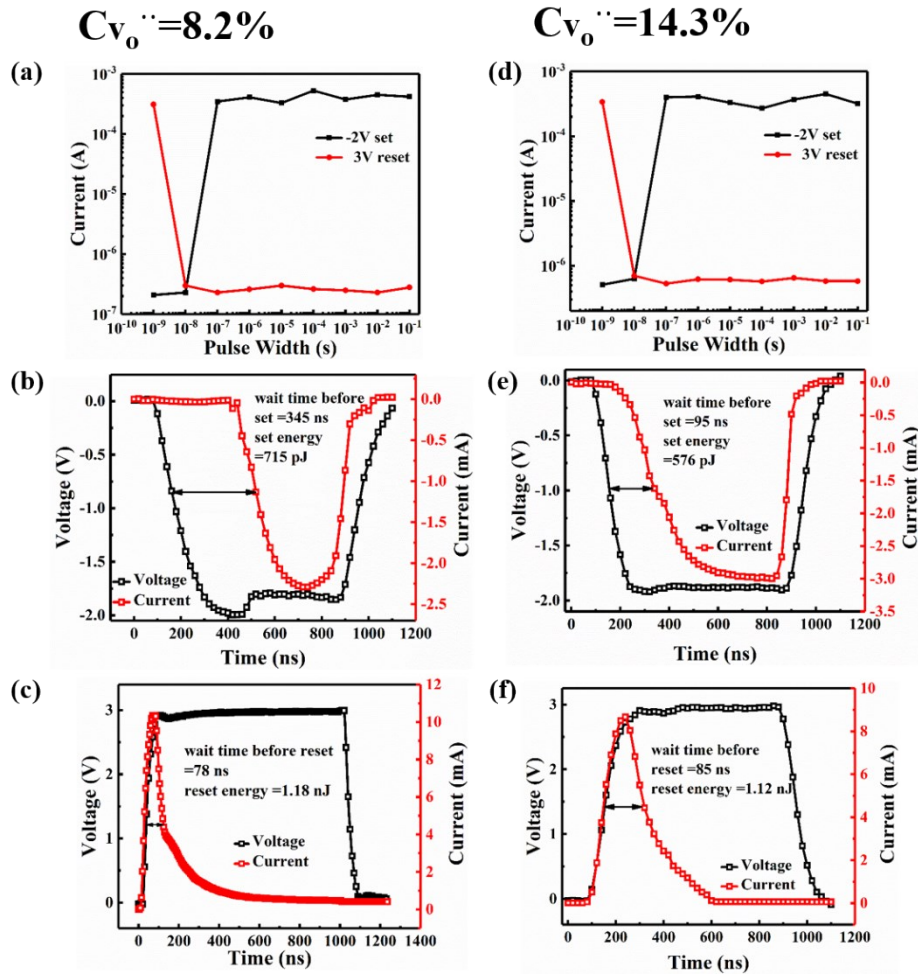 Cvo¨=8.2%
Cvo¨=14.3%
(a)
10⁻³
10⁻⁴
10⁻⁵
10⁻⁶
10⁻⁷
Current (A)
-2V set
3V reset
10⁻¹⁰ 10⁻⁹ 10⁻⁸ 10⁻⁷ 10⁻⁶ 10⁻⁵ 10⁻⁴ 10⁻³ 10⁻² 10⁻¹
Pulse Width (s)
(d)
10⁻³
10⁻⁴
10⁻⁵
10⁻⁶
Current (A)
-2V set
3V reset
10⁻¹⁰ 10⁻⁹ 10⁻⁸ 10⁻⁷ 10⁻⁶ 10⁻⁵ 10⁻⁴ 10⁻³ 10⁻² 10⁻¹
Pulse Width (s)
(b)
0.0
-0.5
-1.0
-1.5
-2.0
Voltage (V)
wait time before
set =345 ns
set energy
=715 pJ
Voltage
Current
0.0
-0.5
-1.0
-1.5
-2.0
-2.5
Current (mA)
0 200 400 600 800 1000 1200
Time (ns)
(e)
0.0
-0.5
-1.0
-1.5
-2.0
Voltage (V)
wait time before
set =95 ns
set energy
=576 pJ
Voltage
Current
0.0
-0.5
-1.0
-1.5
-2.0
-2.5
-3.0
-3.5
Current (mA)
0 200 400 600 800 1000 1200
Time (ns)
(c)
3
2
1
0
Voltage (V)
wait time before reset
=78 ns
reset energy =1.18 nJ
Voltage
Current
12
10
8
6
4
2
0
Current (mA)
0 200 400 600 800 1000 1200 1400
Time (ns)
(f)
3
2
1
0
Voltage (V)
wait time before
reset =85 ns
reset energy =1.12 nJ
Voltage
Current
10
8
6
4
2
0
Current (mA)
0 200 400 600 800 1000 1200
Time (ns)